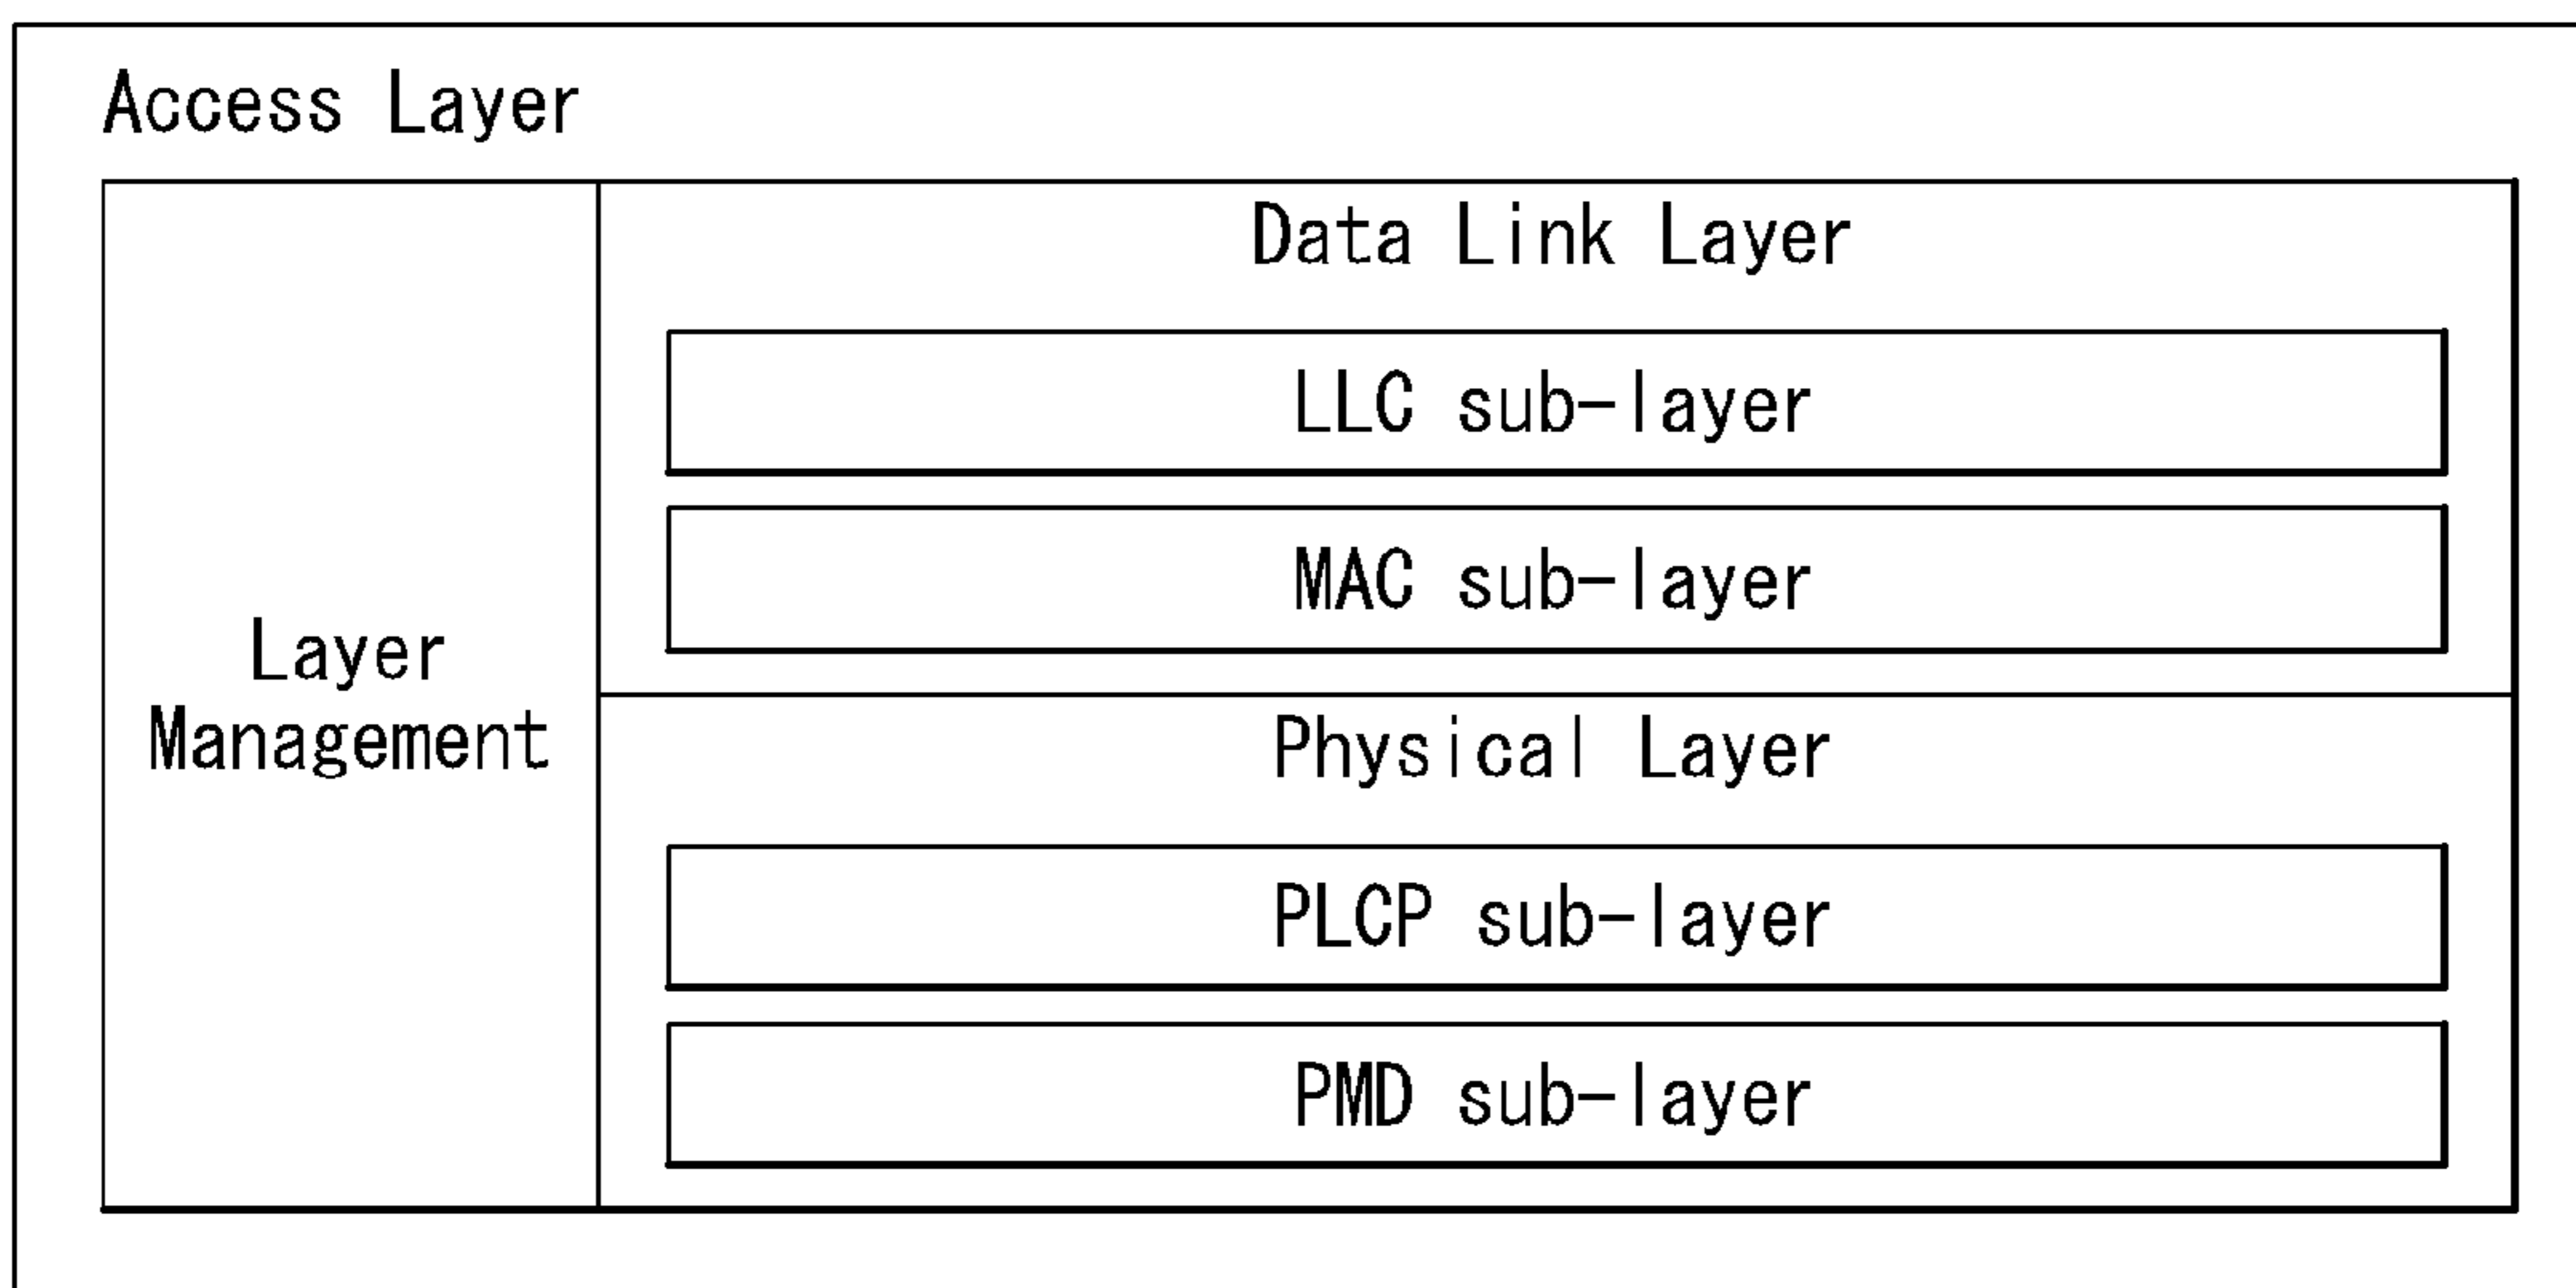 Access Layer
Data Link Layer
LLC sub-layer
MAC sub-layer
Layer
Management
Physical Layer
PLCP sub-layer
PMD sub-layer